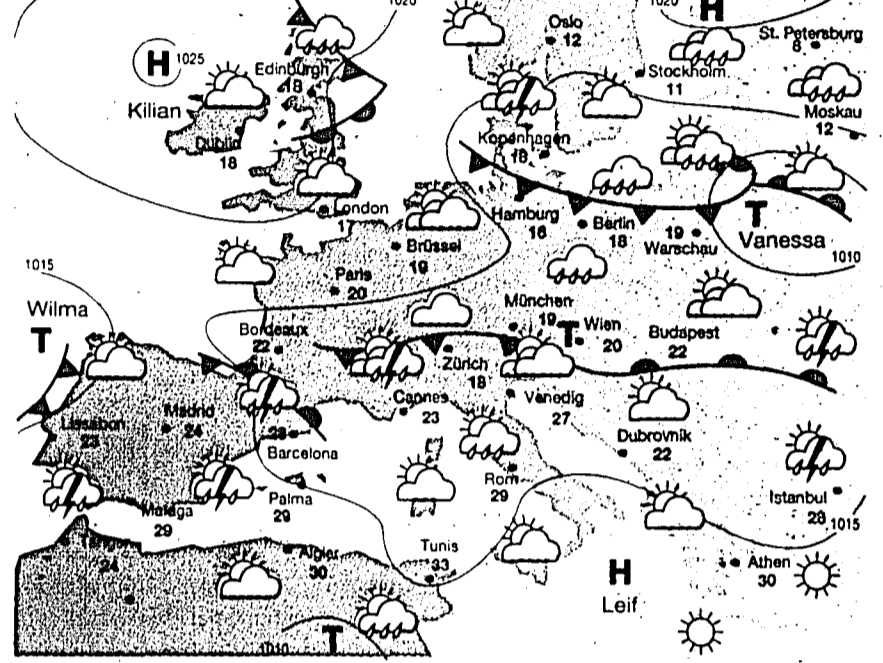 1020
1020
H
Oslo
12
St. Petersburg
8
H
1025
Edinburgh
18
Stockholm
11
Kilian
Moskau
12
Dublin
18
Kopenhagen
18
London
17
Hamburg
16
Berlin
18
19
Warschau
T
Vanessa
Brüssel
19
1010
1015
Paris
20
Wilma
T
München
19
T
Wien
20
Budapest
22
Bordeaux
22
Zürich
18
Cannes
23
Venedig
27
Lissabon
23
Madrid
24
Dubrovnik
22
28
Barcelona
Rom
29
Palma
29
Istanbul
28
Malaga
29
1015
24
Algier
30
Tunis
33
H
Leif
Athen
30
1010
T